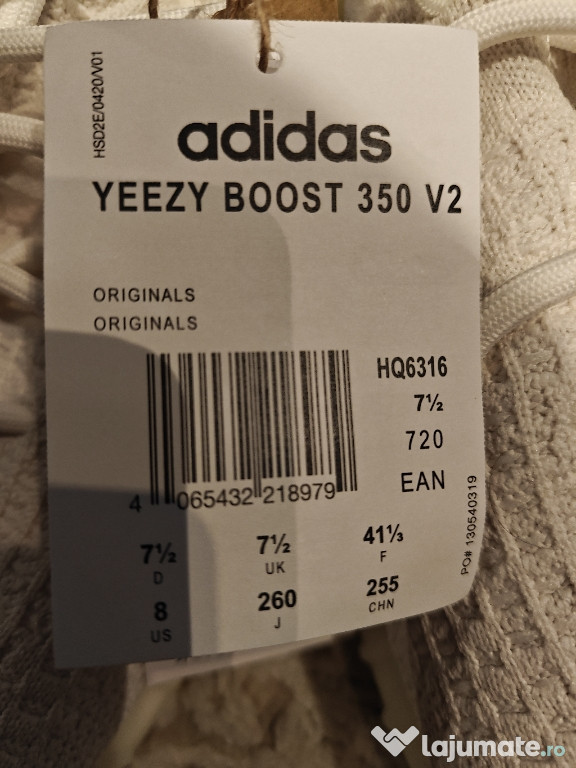 HSD2E/0420/V01
adidas
YEEZY BOOST 350 V2
ORIGINALS
ORIGINALS
HQ6316
7½
720
EAN
4 065432 218979
PO# 130540319
7½ 7½ 41⅓
D UK F
8 260 255
US J CHN
lajumate.ro